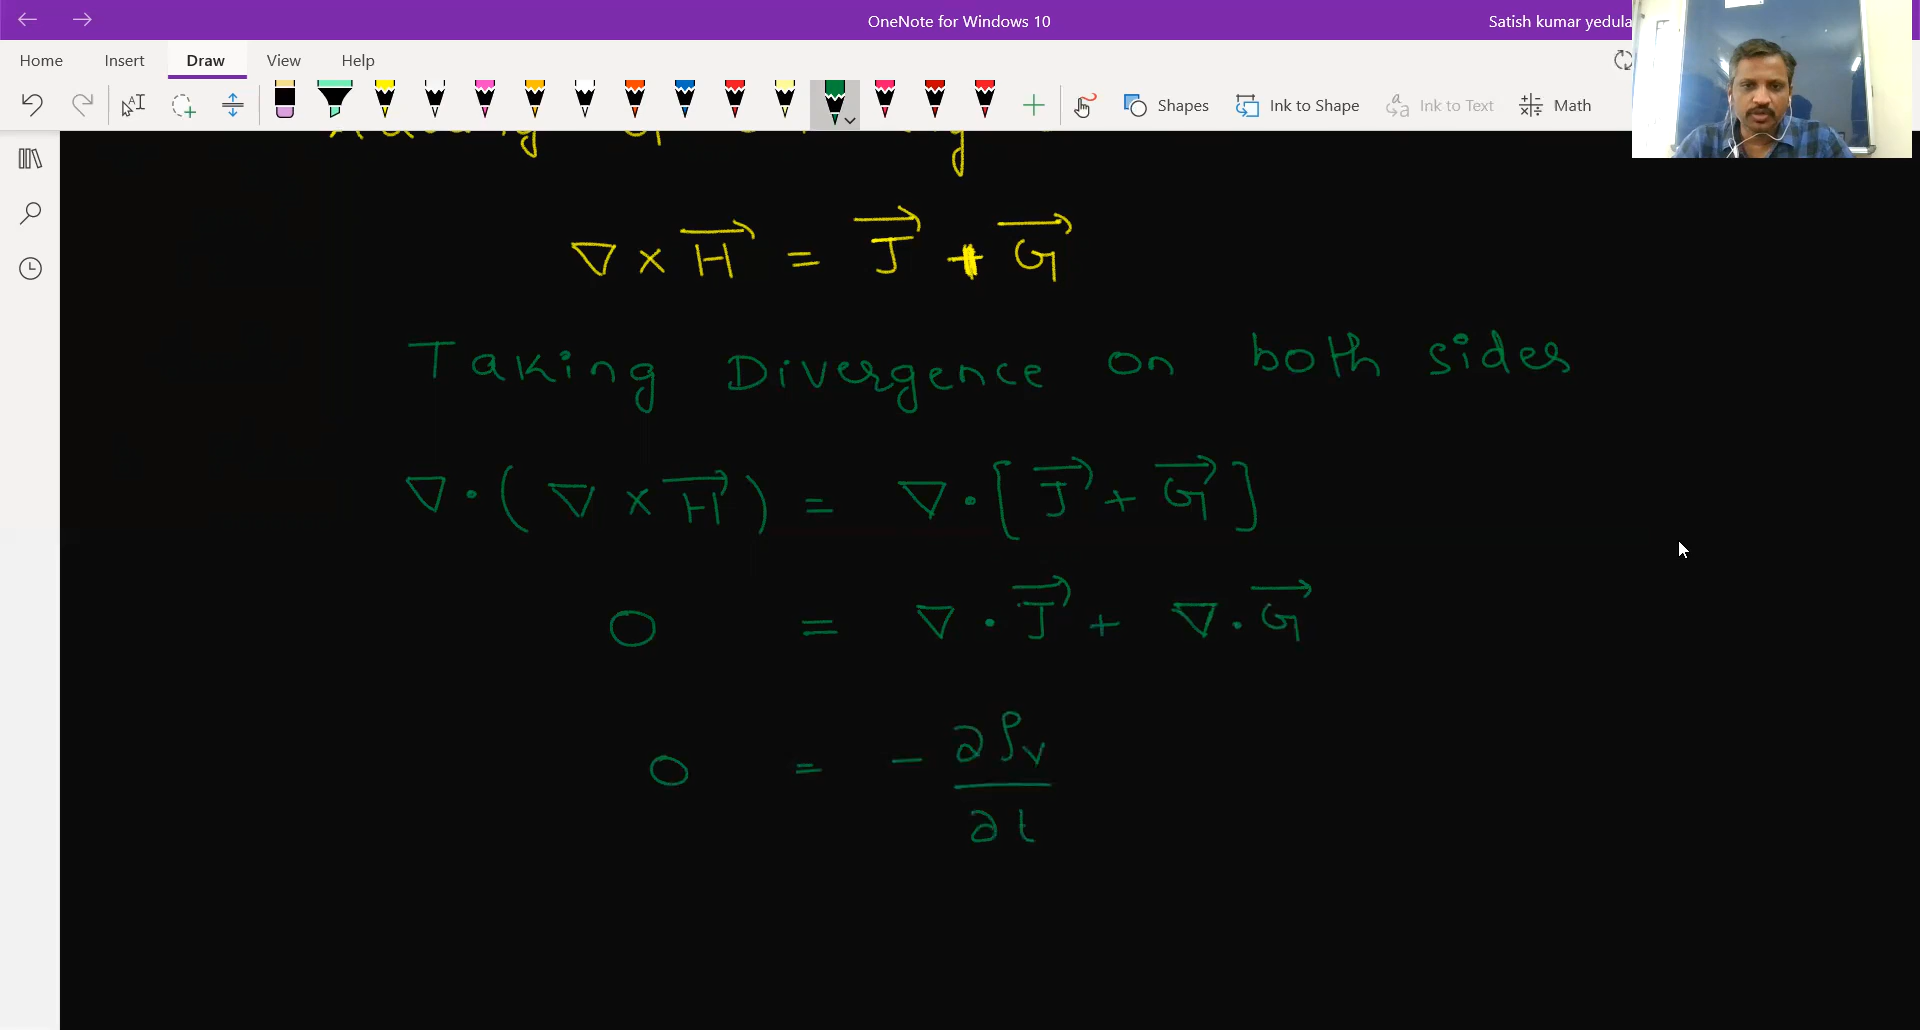 OneNote for Windows 10
Satish kumar yedula
Home Insert Draw View Help
Shapes Ink to Shape Ink to Text Math
∇ × H⃗ = J⃗ + G⃗
Taking Divergence on both sides
∇ · ( ∇ × H⃗ ) = ∇ · [ J⃗ + G⃗ ]
0 = ∇ · J⃗ + ∇ · G⃗
0 = - ∂ρᵥ
∂t